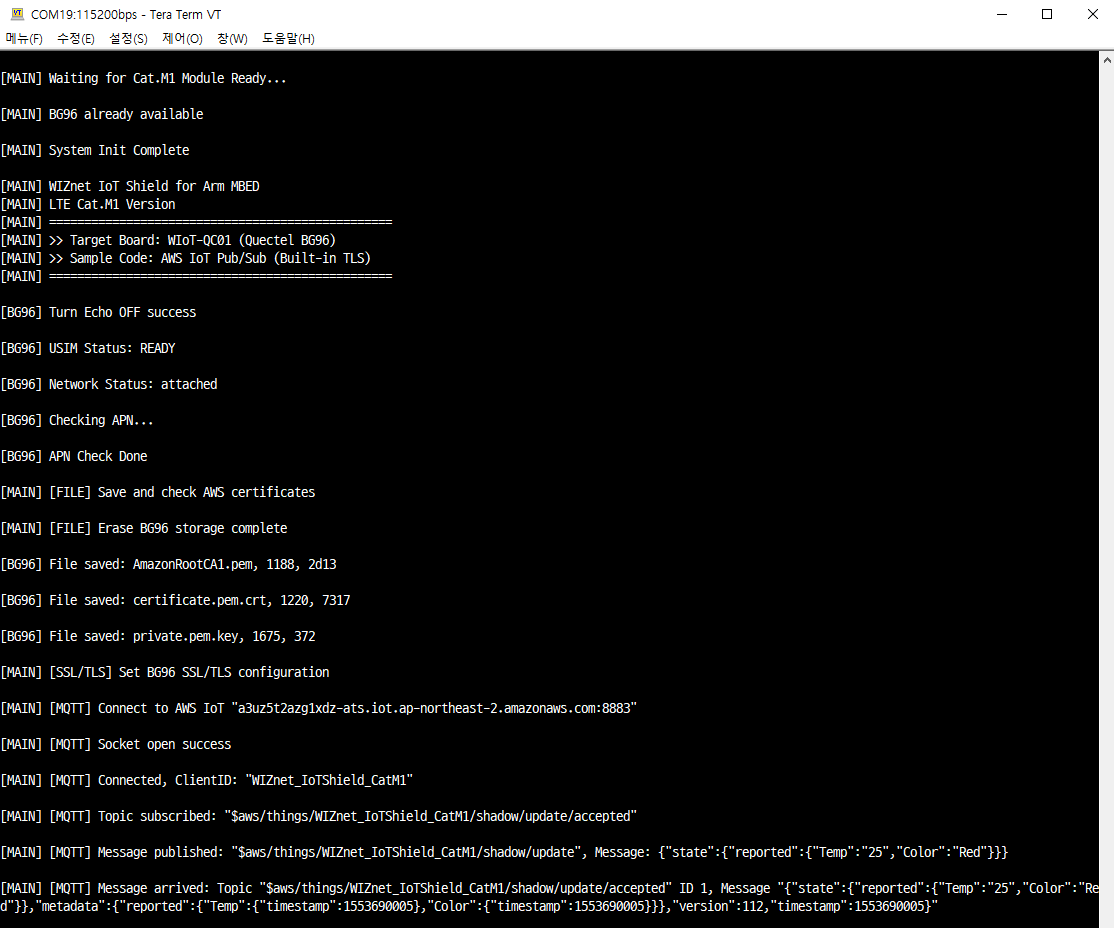 COM19:115200bps - Tera Term VT
메뉴(F) 수정(E) 설정(S) 제어(O) 창(W) 도움말(H)
[MAIN] Waiting for Cat.M1 Module Ready...
[MAIN] BG96 already available
[MAIN] System Init Complete
[MAIN] WIZnet IoT Shield for Arm MBED
[MAIN] LTE Cat.M1 Version
[MAIN] =================================================
[MAIN] >> Target Board: WIoT-QC01 (Quectel BG96)
[MAIN] >> Sample Code: AWS IoT Pub/Sub (Built-in TLS)
[MAIN] =================================================
[BG96] Turn Echo OFF success
[BG96] USIM Status: READY
[BG96] Network Status: attached
[BG96] Checking APN...
[BG96] APN Check Done
[MAIN] [FILE] Save and check AWS certificates
[MAIN] [FILE] Erase BG96 storage complete
[BG96] File saved: AmazonRootCA1.pem, 1188, 2d13
[BG96] File saved: certificate.pem.crt, 1220, 7317
[BG96] File saved: private.pem.key, 1675, 372
[MAIN] [SSL/TLS] Set BG96 SSL/TLS configuration
[MAIN] [MQTT] Connect to AWS IoT "a3uz5t2azg1xdz-ats.iot.ap-northeast-2.amazonaws.com:8883"
[MAIN] [MQTT] Socket open success
[MAIN] [MQTT] Connected, ClientID: "WIZnet_IoTShield_CatM1"
[MAIN] [MQTT] Topic subscribed: "$aws/things/WIZnet_IoTShield_CatM1/shadow/update/accepted"
[MAIN] [MQTT] Message published: "$aws/things/WIZnet_IoTShield_CatM1/shadow/update", Message: {"state":{"reported":{"Temp":"25","Color":"Red"}}}
[MAIN] [MQTT] Message arrived: Topic "$aws/things/WIZnet_IoTShield_CatM1/shadow/update/accepted" ID 1, Message "{"state":{"reported":{"Temp":"25","Color":"Re
d"}},"metadata":{"reported":{"Temp":{"timestamp":1553690005},"Color":{"timestamp":1553690005}}},"version":112,"timestamp":1553690005}"